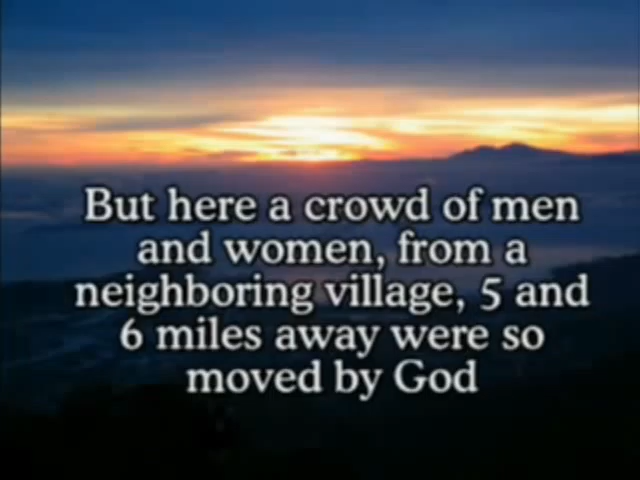 But here a crowd of men
and women, from a
neighboring village, 5 and
6 miles away were so
moved by God